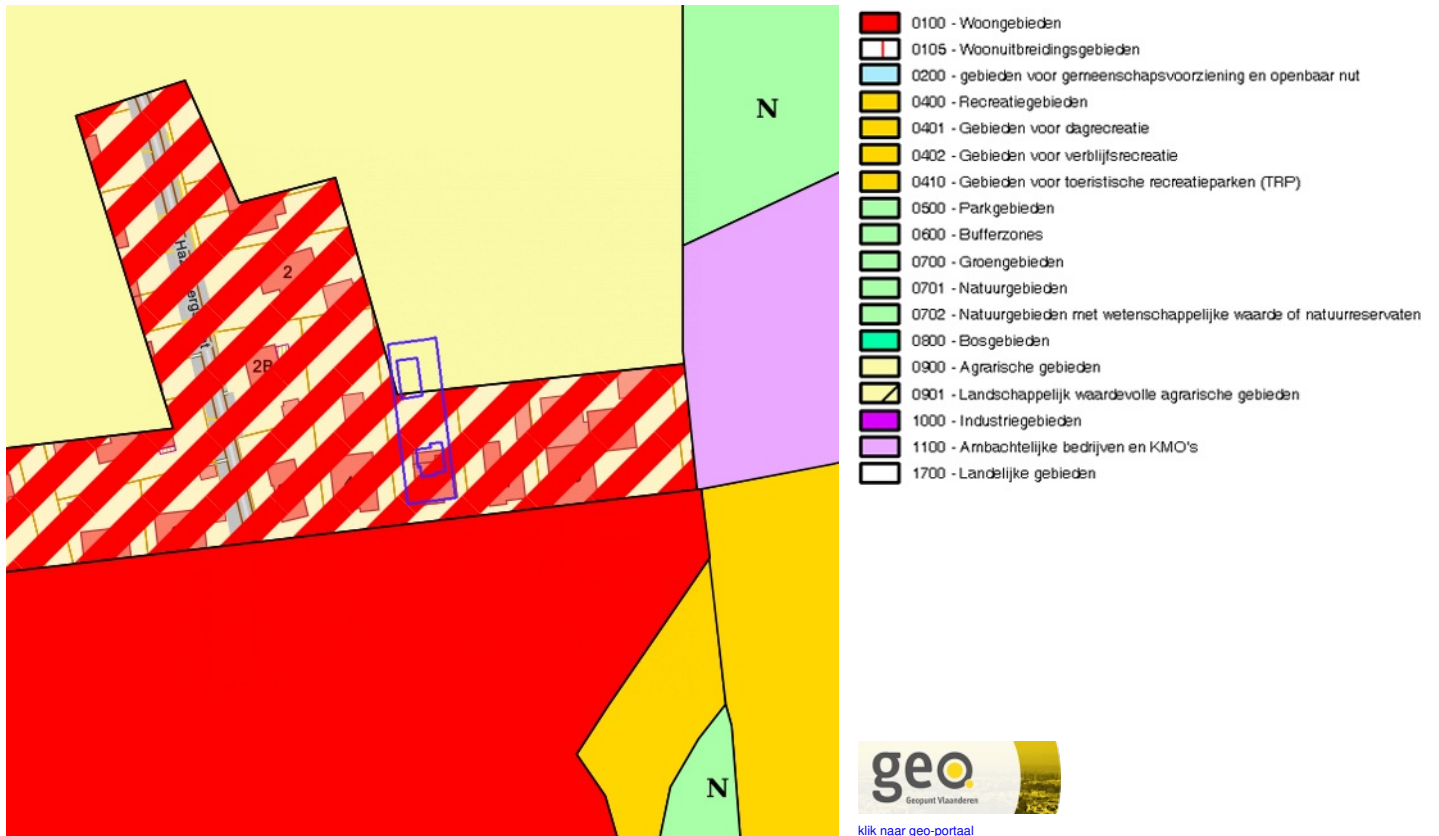 N
2
2B
N
0100 - Woongebieden
0105 - Woonuitbreidingsgebieden
0200 - gebieden voor gemeenschapsvoorziening en openbaar nut
0400 - Recreatiegebieden
0401 - Gebieden voor dagrecreatie
0402 - Gebieden voor verblijfsrecreatie
0410 - Gebieden voor toeristische recreatieparken (TRP)
0500 - Parkgebieden
0600 - Bufferzones
0700 - Groengebieden
0701 - Natuurgebieden
0702 - Natuurgebieden met wetenschappelijke waarde of natuurreservaten
0800 - Bosgebieden
0900 - Agrarische gebieden
0901 - Landschappelijk waardevolle agrarische gebieden
1000 - Industriegebieden
1100 - Ambachtelijke bedrijven en KMO's
1700 - Landelijke gebieden
geo.
Geopunt Vlaanderen
klik naar geo-portaal